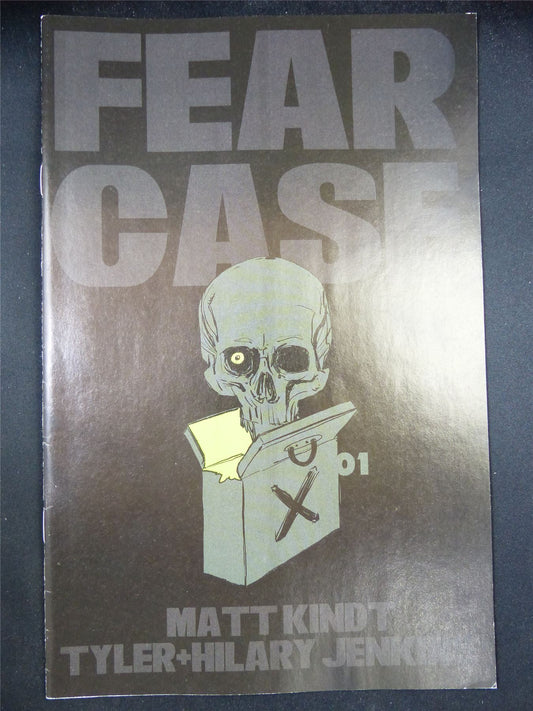 FEAR
CASE
01
MATT KINDT
TYLER+HILARY JENKINS